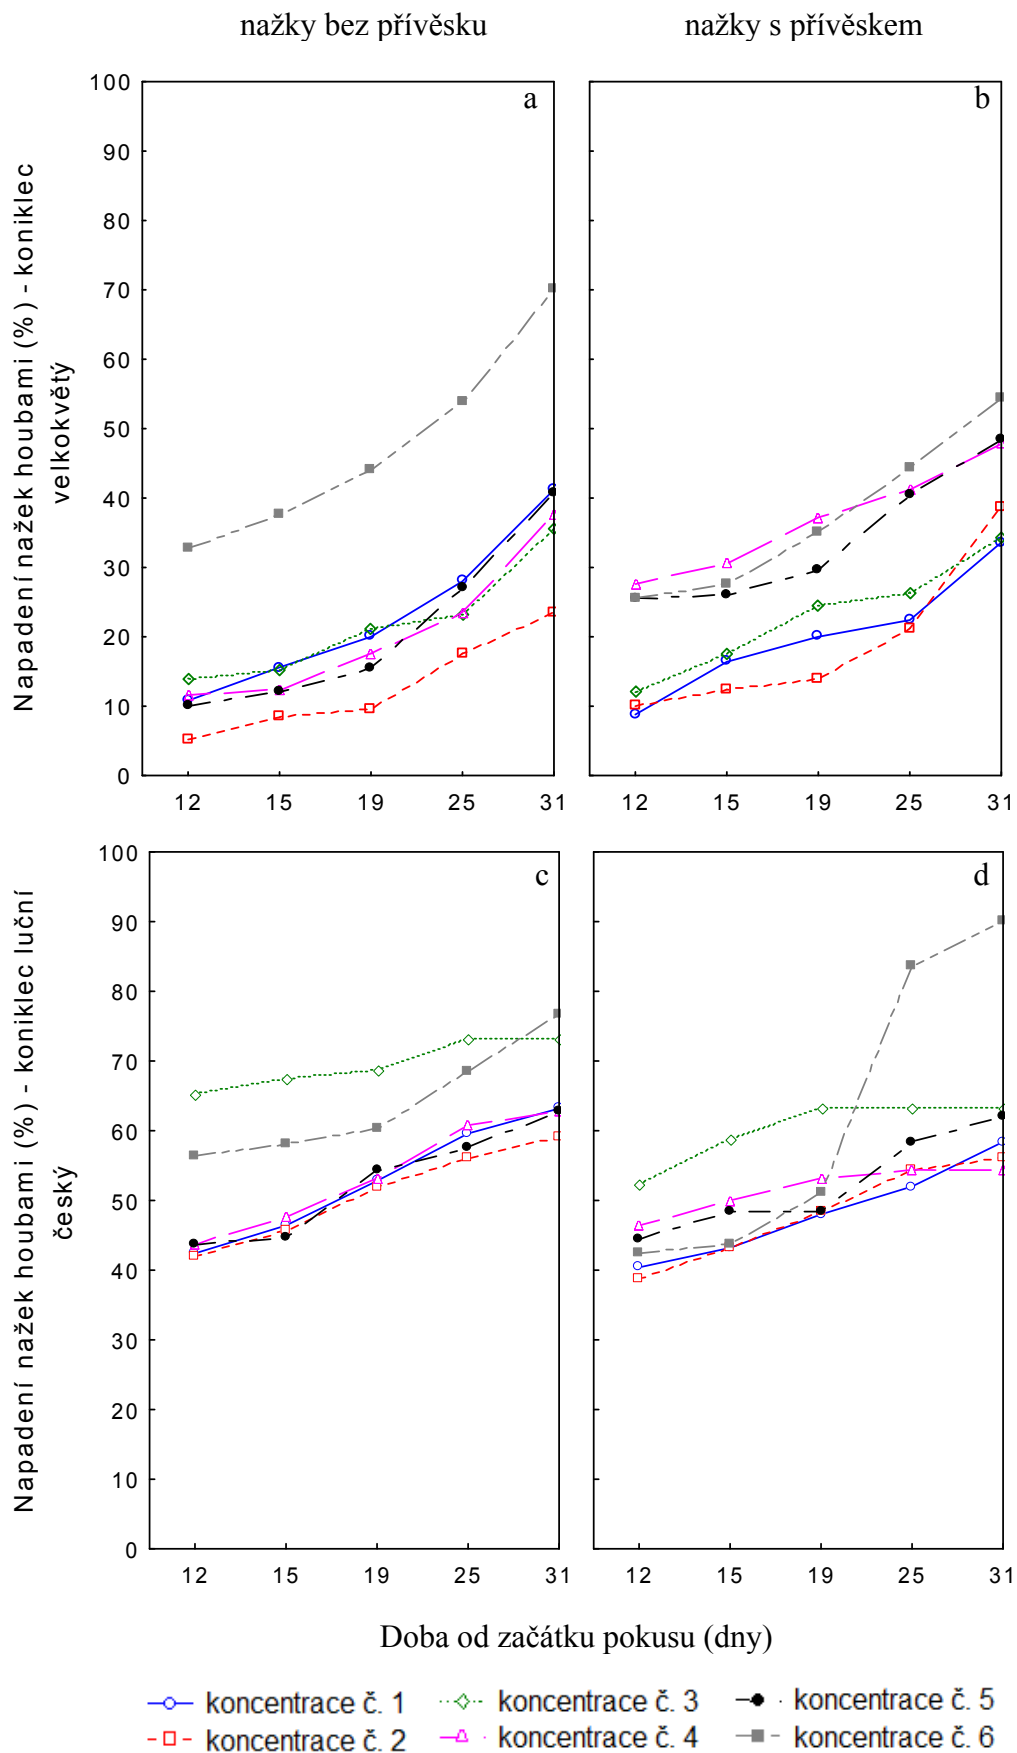 nažky bez přívěsku
nažky s přívěskem
Napadení nažek houbami (%) - koniklec
velkokvětý
100
90
80
70
60
50
40
30
20
10
0
a
12 15 19 25 31
b
12 15 19 25 31
Napadení nažek houbami (%) - koniklec luční
český
100
90
80
70
60
50
40
30
20
10
0
c
12 15 19 25 31
d
12 15 19 25 31
Doba od začátku pokusu (dny)
koncentrace č. 1
koncentrace č. 2
koncentrace č. 3
koncentrace č. 4
koncentrace č. 5
koncentrace č. 6